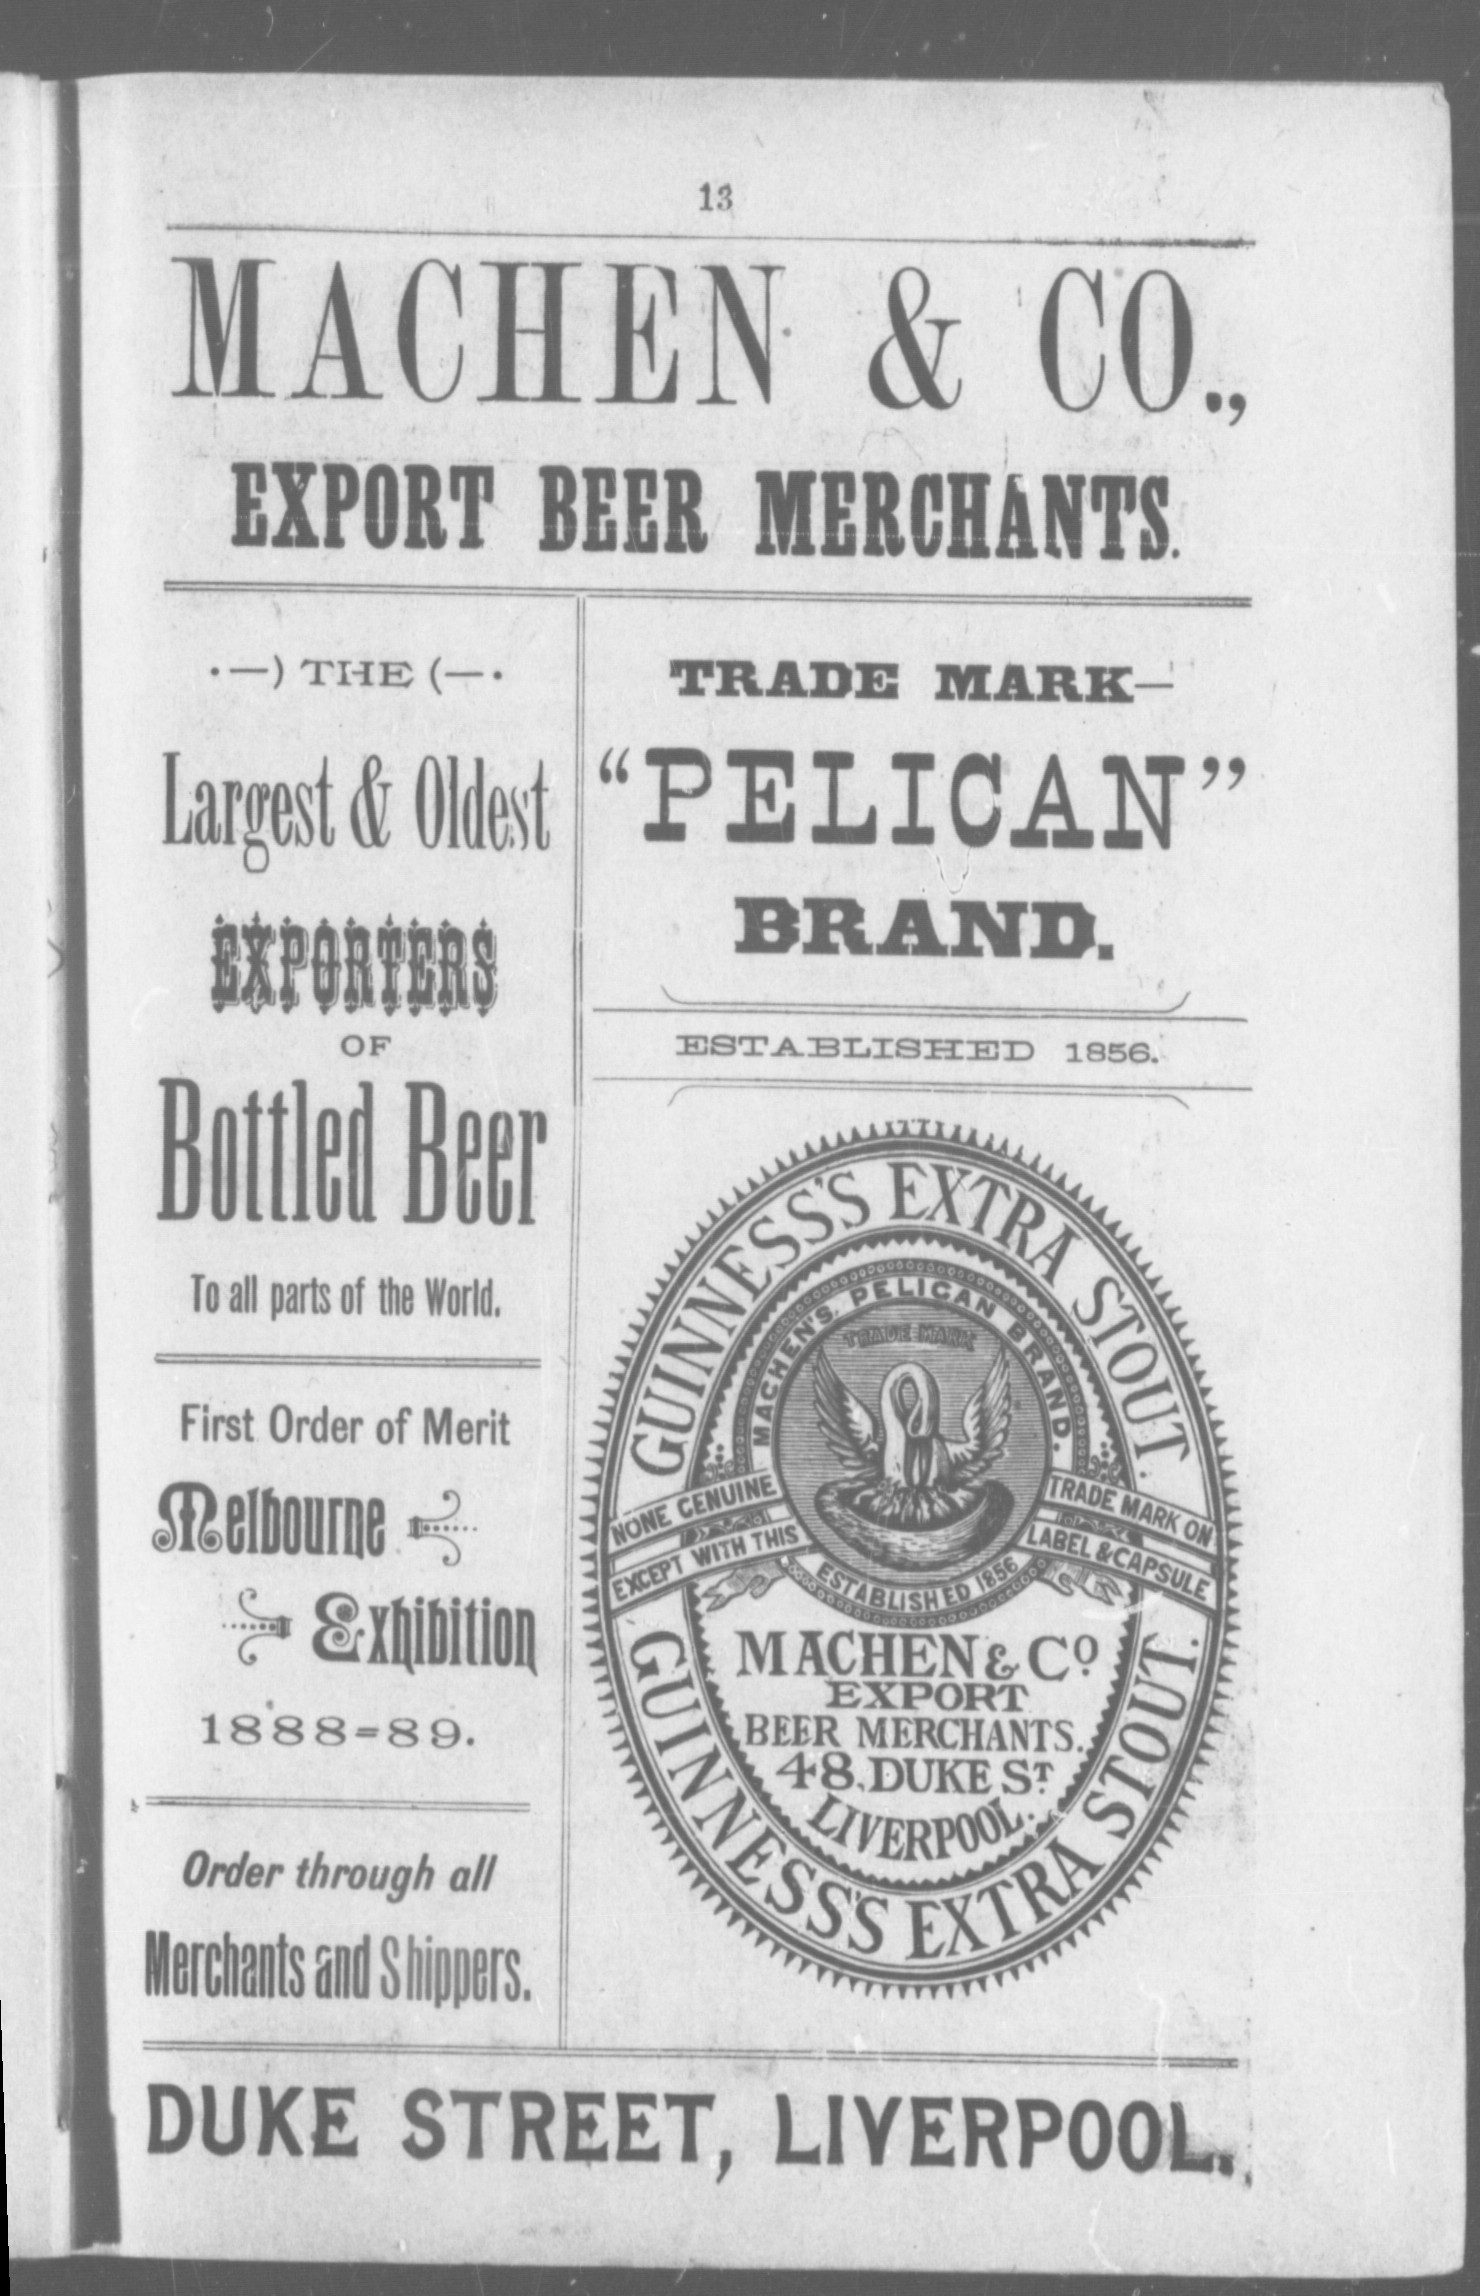 13
MACHEN & CO.,
EXPORT BEER MERCHANTS.
THE
Largest & Oldest
EXPORTERS
OF
Bottled Beer
To all parts of the World.
First Order of Merit
Melbourne
Exhibition
1888=89.
Order through all
Merchants and Shippers.
TRADE MARK—
“PELICAN”
BRAND.
ESTABLISHED 1856.
GUINNESS'S EXTRA STOUT.
MACHEN'S PELICAN BRAND.
TRADE MARK
NONE GENUINE
TRADE MARK ON
EXCEPT WITH THIS
LABEL & CAPSULE
ESTABLISHED 1856
MACHEN & Co
EXPORT
BEER MERCHANTS.
48, DUKE ST
LIVERPOOL.
GUINNESS'S EXTRA STOUT.
DUKE STREET, LIVERPOOL.